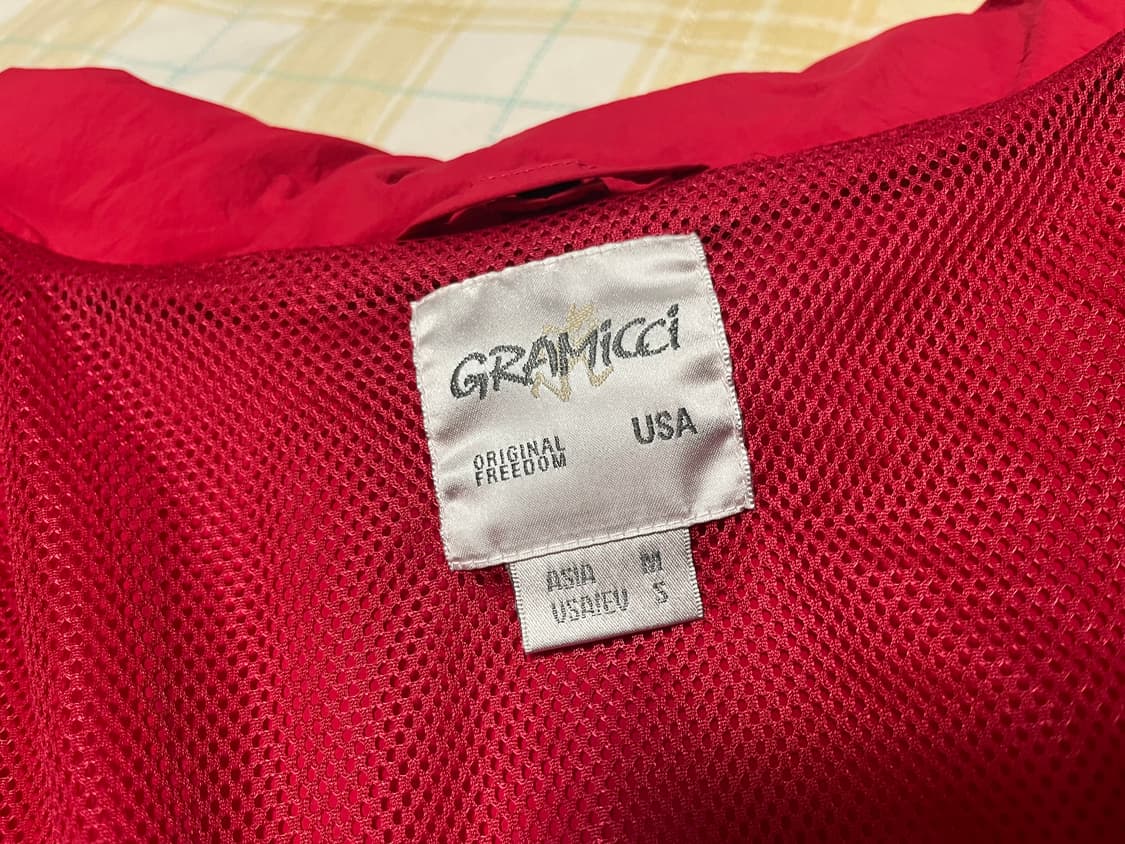 GRAMiCCi
ORIGINAL
FREEDOM
USA
ASIA M
USA/EU S